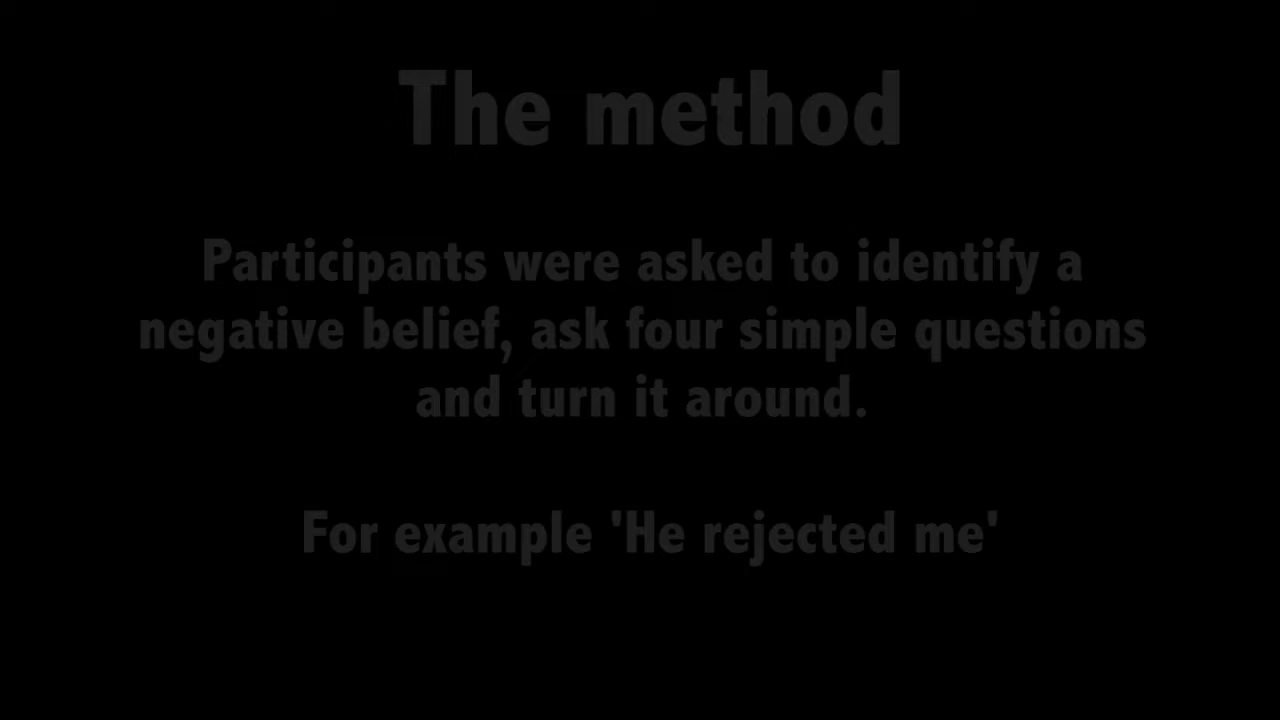 The method
Participants were asked to identify a
negative belief, ask four simple questions
and turn it around.
For example 'He rejected me'